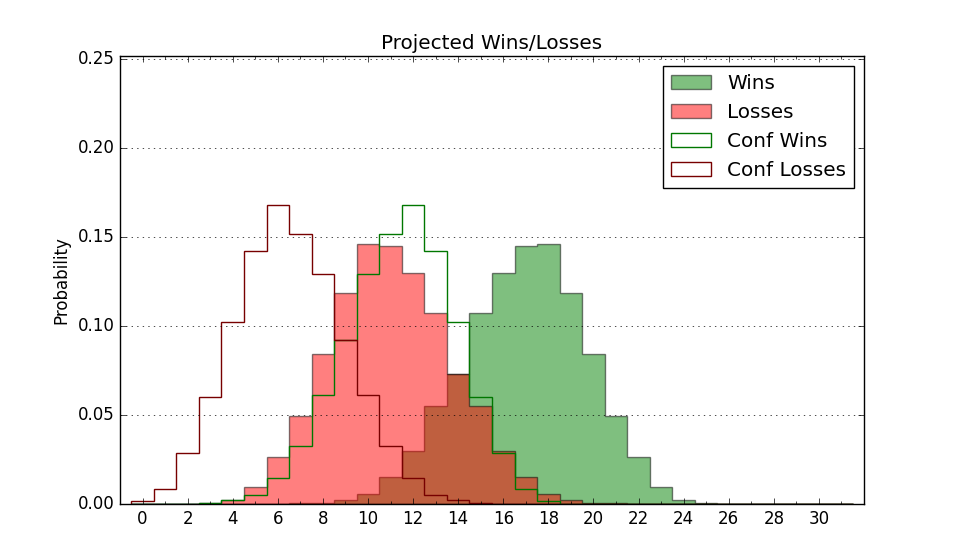 Projected Wins/Losses
0.25
0.20
0.15
0.10
0.05
0.00
Probability
Wins
Losses
Conf Wins
Conf Losses
0 2 4 6 8 10 12 14 16 18 20 22 24 26 28 30